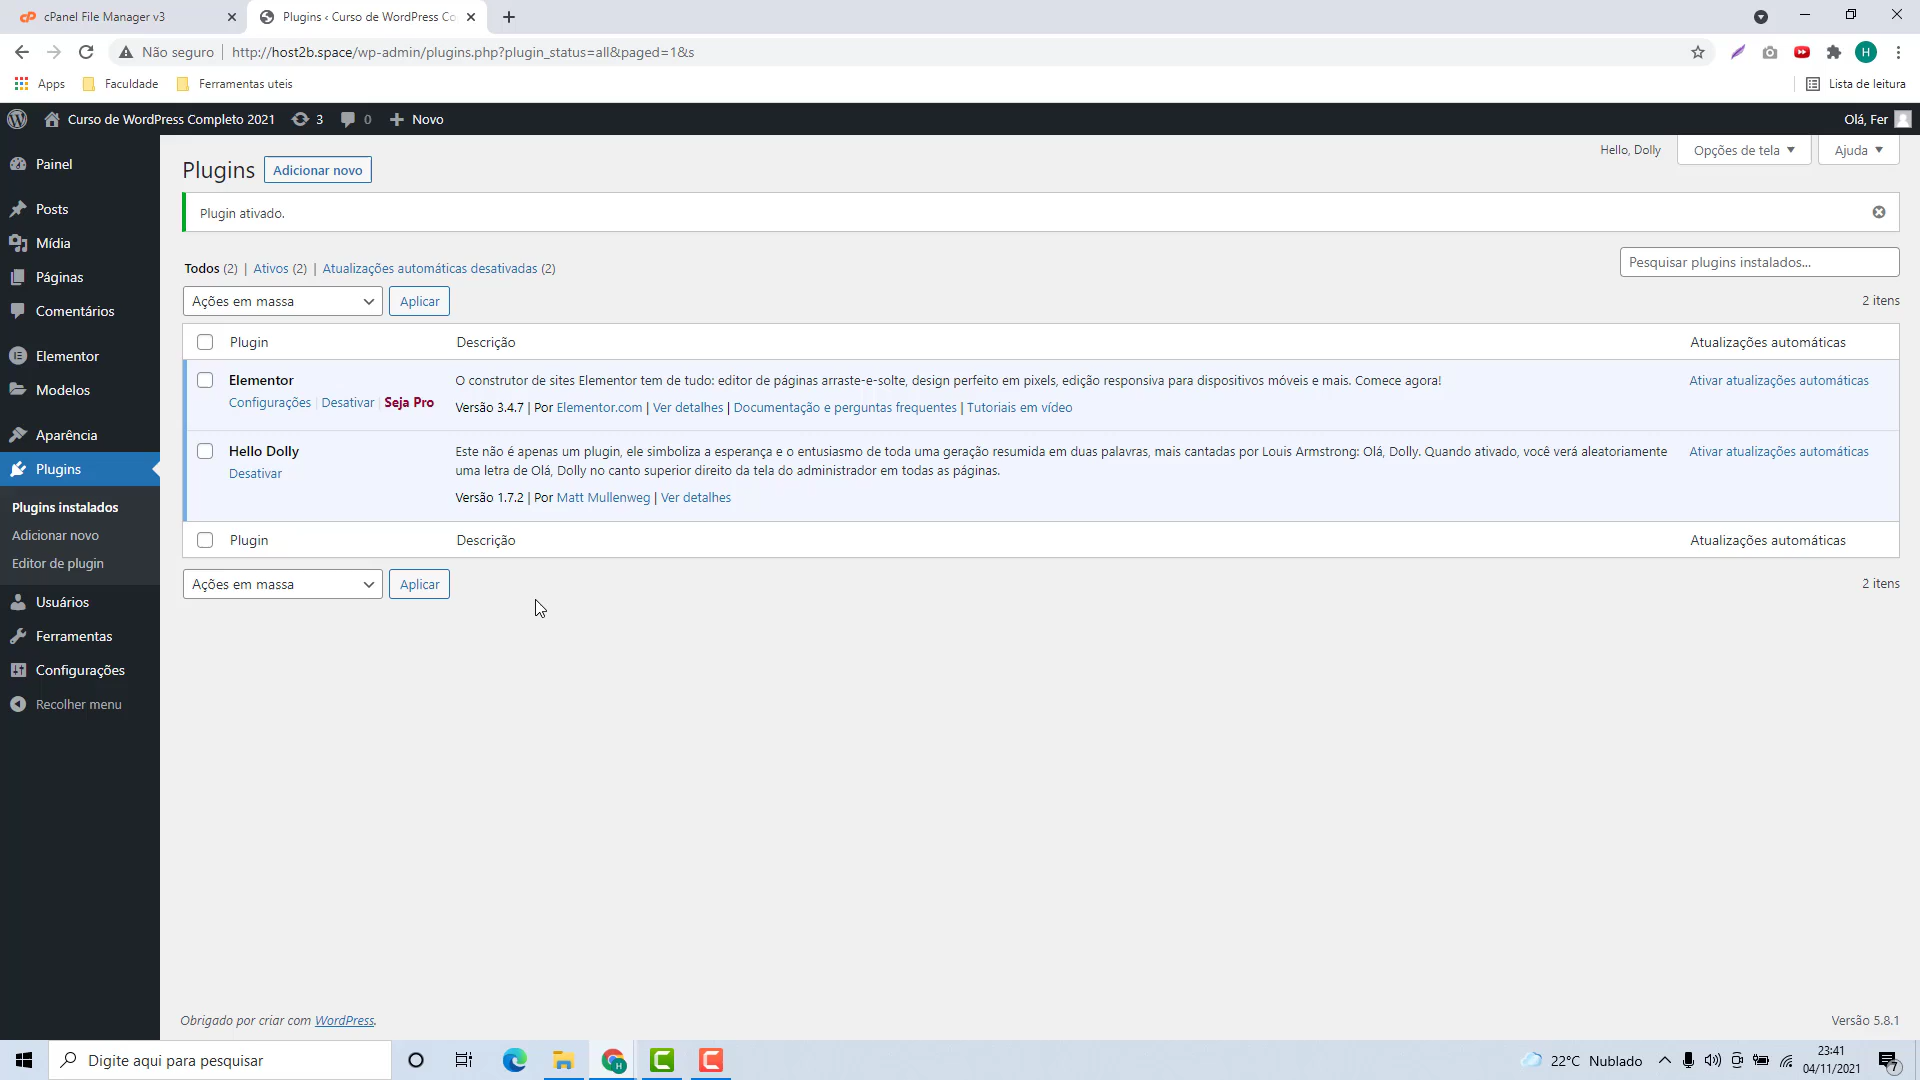 cPanel File Manager v3
Plugins ‹ Curso de WordPress Co
Não seguro
http://host2b.space/wp-admin/plugins.php?plugin_status=all&paged=1&s
H
Apps
Faculdade
Ferramentas uteis
Lista de leitura
Curso de WordPress Completo 2021
3
0
Novo
Olá, Fer
Painel
Posts
Mídia
Páginas
Comentários
Elementor
Modelos
Aparência
Plugins
Plugins instalados
Adicionar novo
Editor de plugin
Usuários
Ferramentas
Configurações
Recolher menu
Hello, Dolly
Opções de tela
Ajuda
Plugins
Adicionar novo
Plugin ativado.
Todos (2) | Ativos (2) | Atualizações automáticas desativadas (2)
Pesquisar plugins instalados...
Ações em massa
Aplicar
2 itens
Plugin
Descrição
Atualizações automáticas
Elementor
Configurações | Desativar | Seja Pro
O construtor de sites Elementor tem de tudo: editor de páginas arraste-e-solte, design perfeito em pixels, edição responsiva para dispositivos móveis e mais. Comece agora!
Versão 3.4.7 | Por Elementor.com | Ver detalhes | Documentação e perguntas frequentes | Tutoriais em vídeo
Ativar atualizações automáticas
Hello Dolly
Desativar
Este não é apenas um plugin, ele simboliza a esperança e o entusiasmo de toda uma geração resumida em duas palavras, mais cantadas por Louis Armstrong: Olá, Dolly. Quando ativado, você verá aleatoriamente
uma letra de Olá, Dolly no canto superior direito da tela do administrador em todas as páginas.
Versão 1.7.2 | Por Matt Mullenweg | Ver detalhes
Ativar atualizações automáticas
Plugin
Descrição
Atualizações automáticas
Ações em massa
Aplicar
2 itens
Obrigado por criar com WordPress.
Versão 5.8.1
Digite aqui para pesquisar
22°C Nublado
23:41
04/11/2021
7